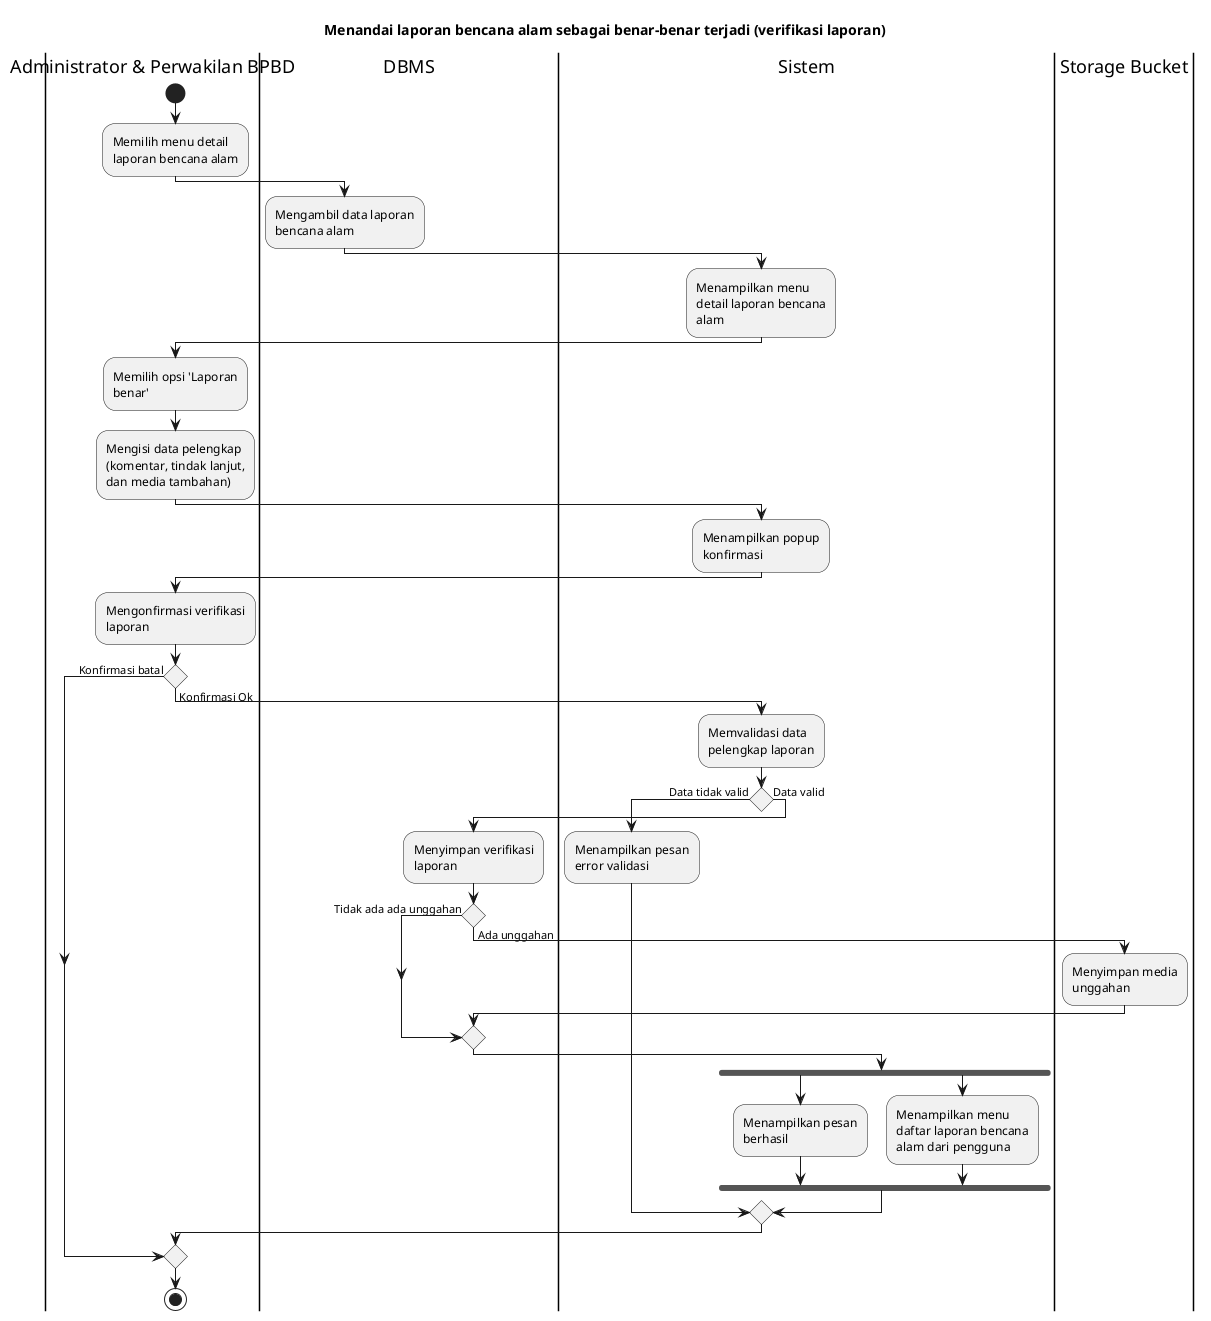 Menandai laporan bencana alam sebagai benar-benar terjadi (verifikasi laporan)
Administrator & Perwakilan BPBD
DBMS
Sistem
Storage Bucket
Memilih menu detail
laporan bencana alam
Mengambil data laporan
bencana alam
Menampilkan menu
detail laporan bencana
alam
Memilih opsi 'Laporan
benar'
Mengisi data pelengkap
(komentar, tindak lanjut,
dan media tambahan)
Menampilkan popup
konfirmasi
Mengonfirmasi verifikasi
laporan
Konfirmasi batal
Konfirmasi Ok
Memvalidasi data
pelengkap laporan
Data tidak valid
Data valid
Menyimpan verifikasi
laporan
Menampilkan pesan
error validasi
Tidak ada ada unggahan
Ada unggahan
Menyimpan media
unggahan
Menampilkan pesan
berhasil
Menampilkan menu
daftar laporan bencana
alam dari pengguna